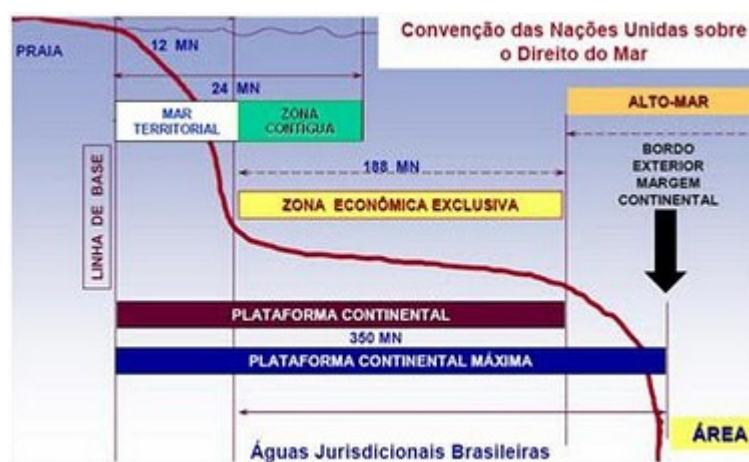 Convenção das Nações Unidas sobre
o Direito do Mar
PRAIA
12 MN
24 MN
MAR
TERRITORIAL
ZONA
CONTIGUA
ALTO-MAR
BORDO
EXTERIOR
MARGEM
CONTINENTAL
LINHA DE BASE
188 MN
ZONA ECONÔMICA EXCLUSIVA
PLATAFORMA CONTINENTAL
350 MN
PLATAFORMA CONTINENTAL MÁXIMA
ÁREA
Águas Jurisdicionais Brasileiras